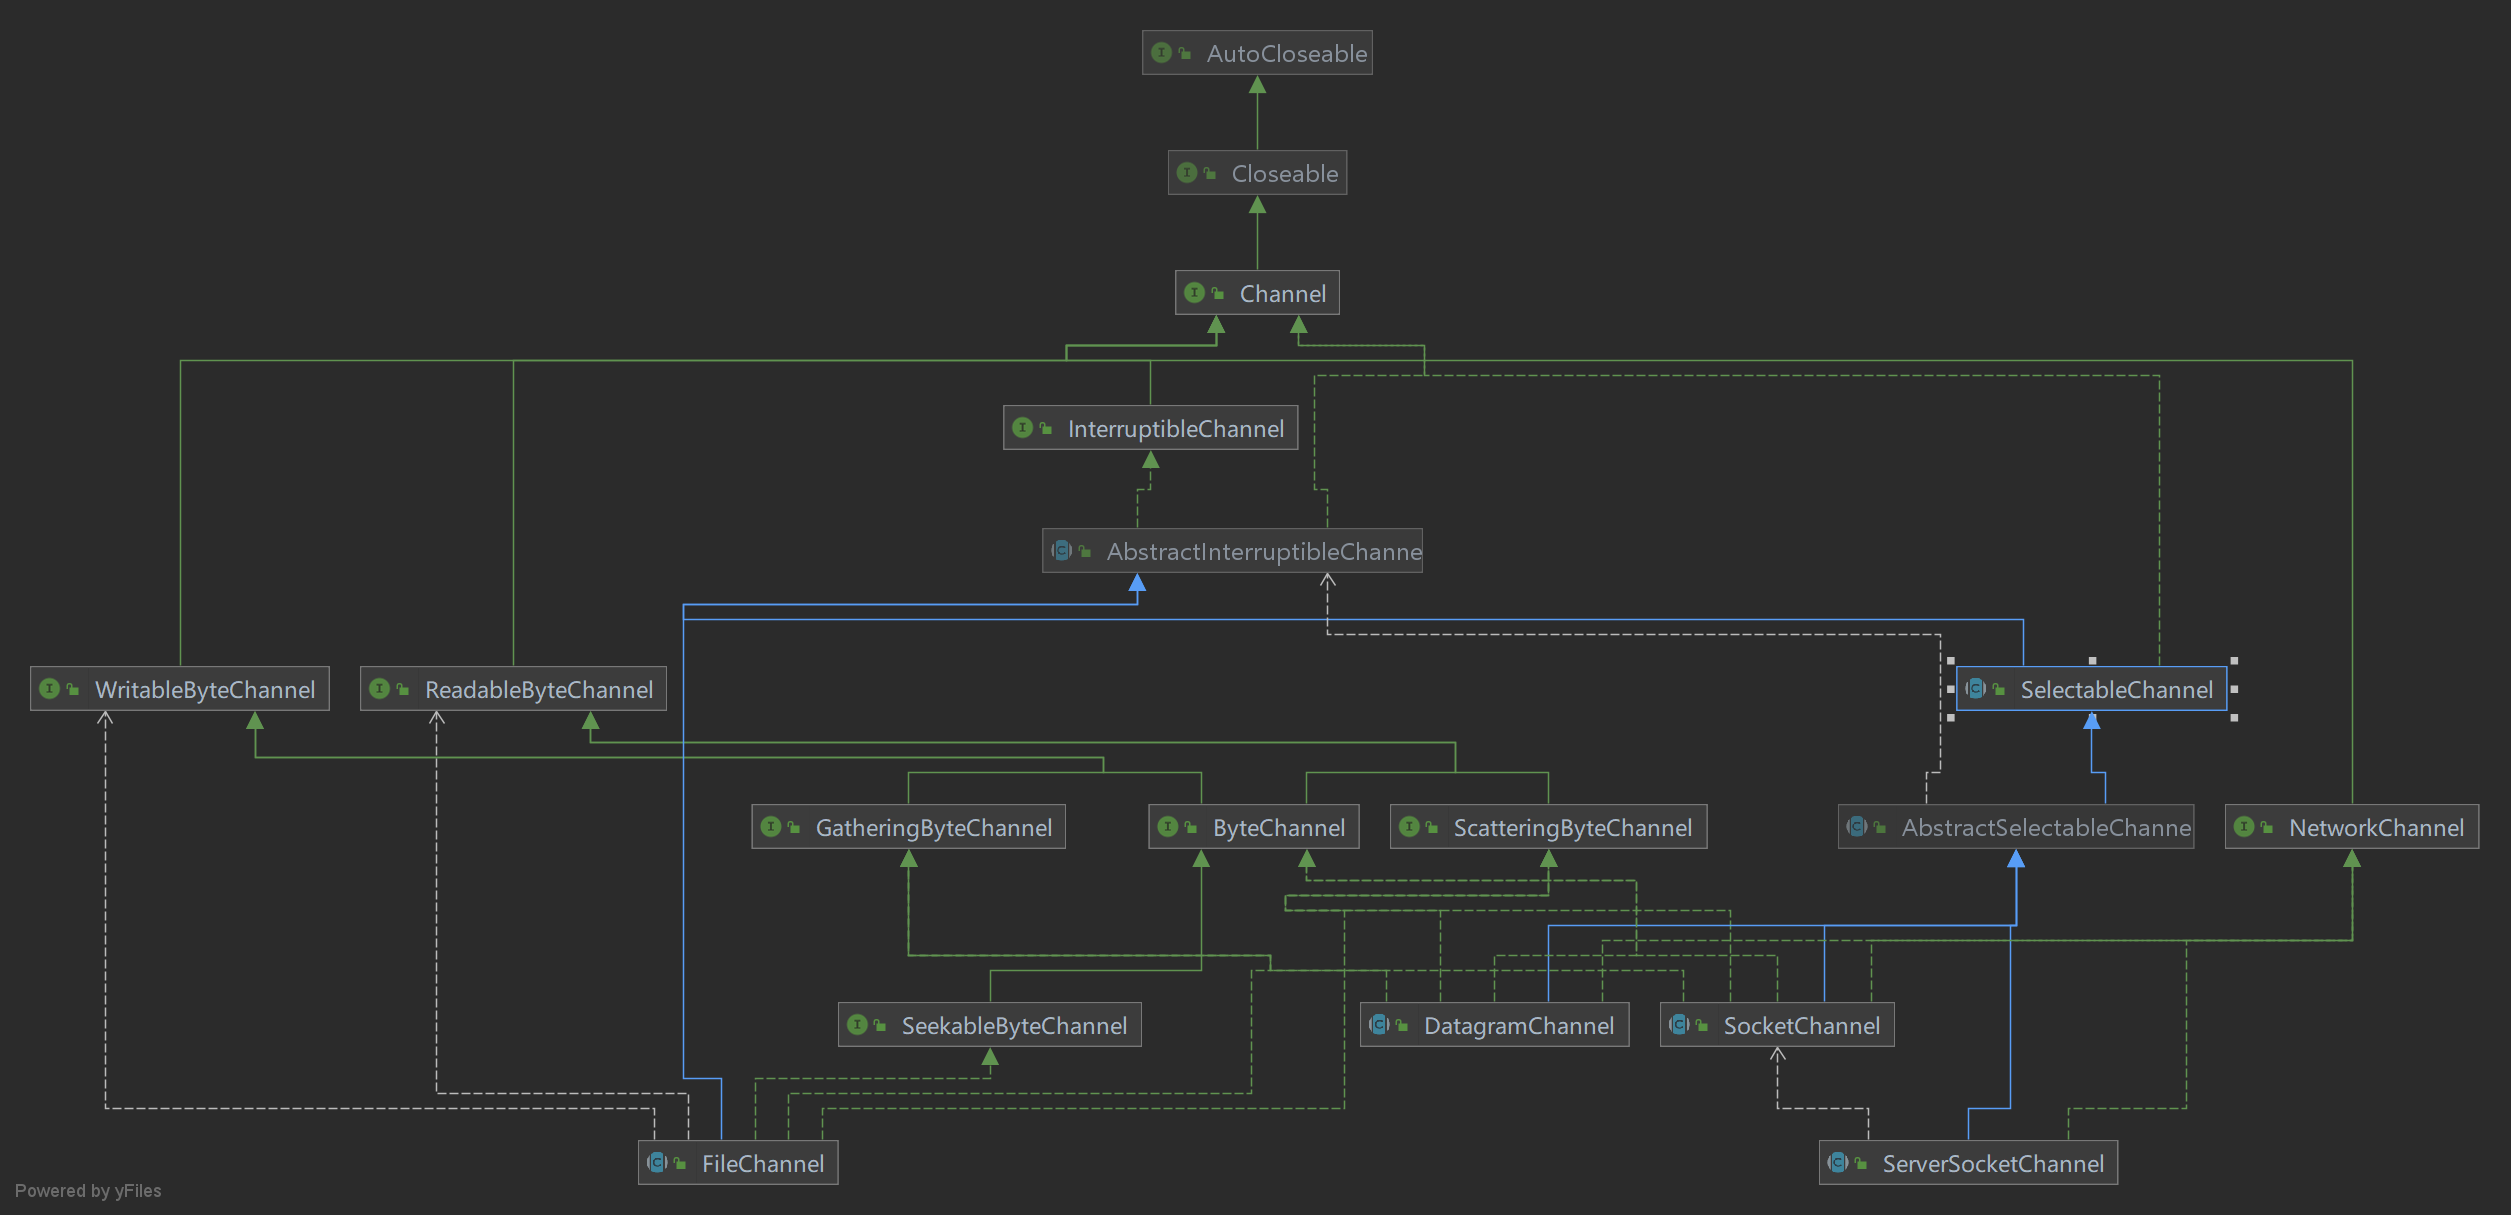 AutoCloseable
Closeable
Channel
InterruptibleChannel
AbstractInterruptibleChanne
WritableByteChannel
ReadableByteChannel
SelectableChannel
GatheringByteChannel
ByteChannel
ScatteringByteChannel
AbstractSelectableChanne
NetworkChannel
SeekableByteChannel
DatagramChannel
SocketChannel
FileChannel
ServerSocketChannel
Powered by yFiles